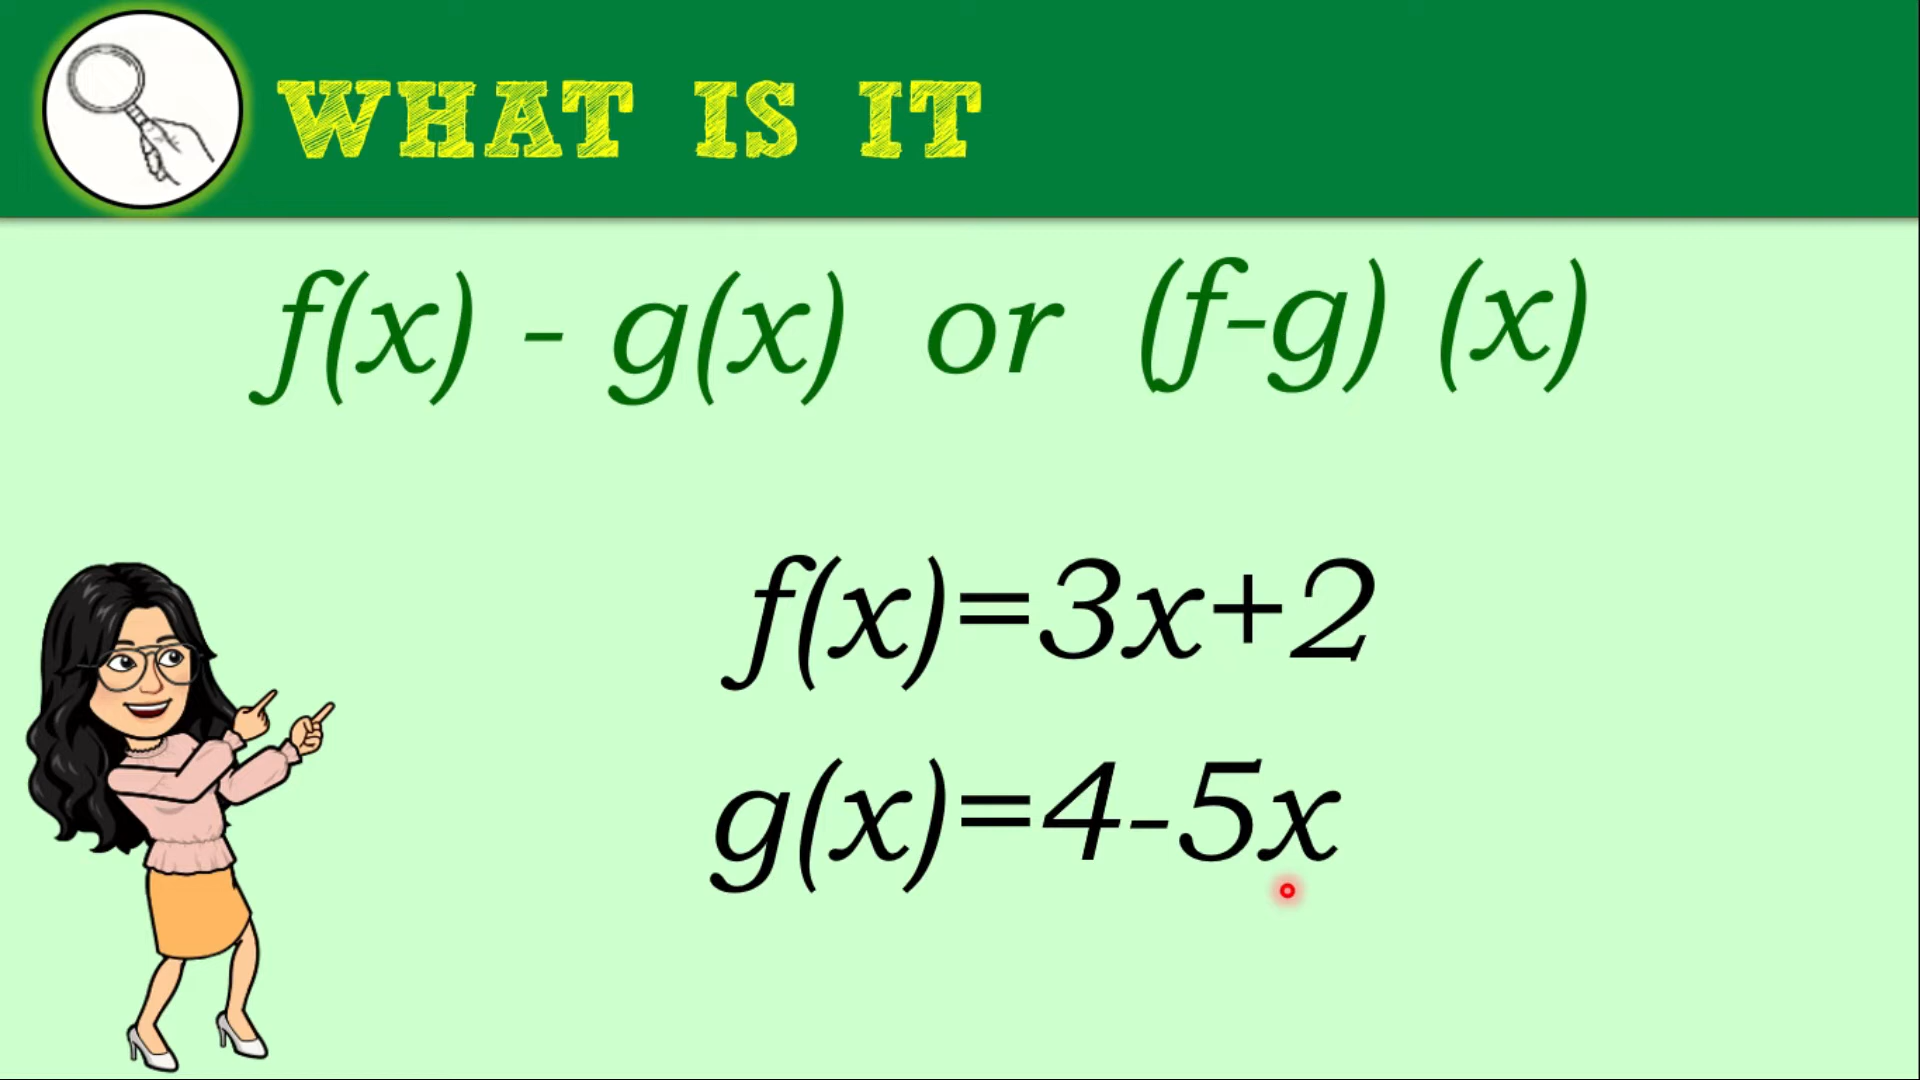 WHAT IS IT
f(x) - g(x) or (f-g) (x)
f(x)=3x+2
g(x)=4-5x